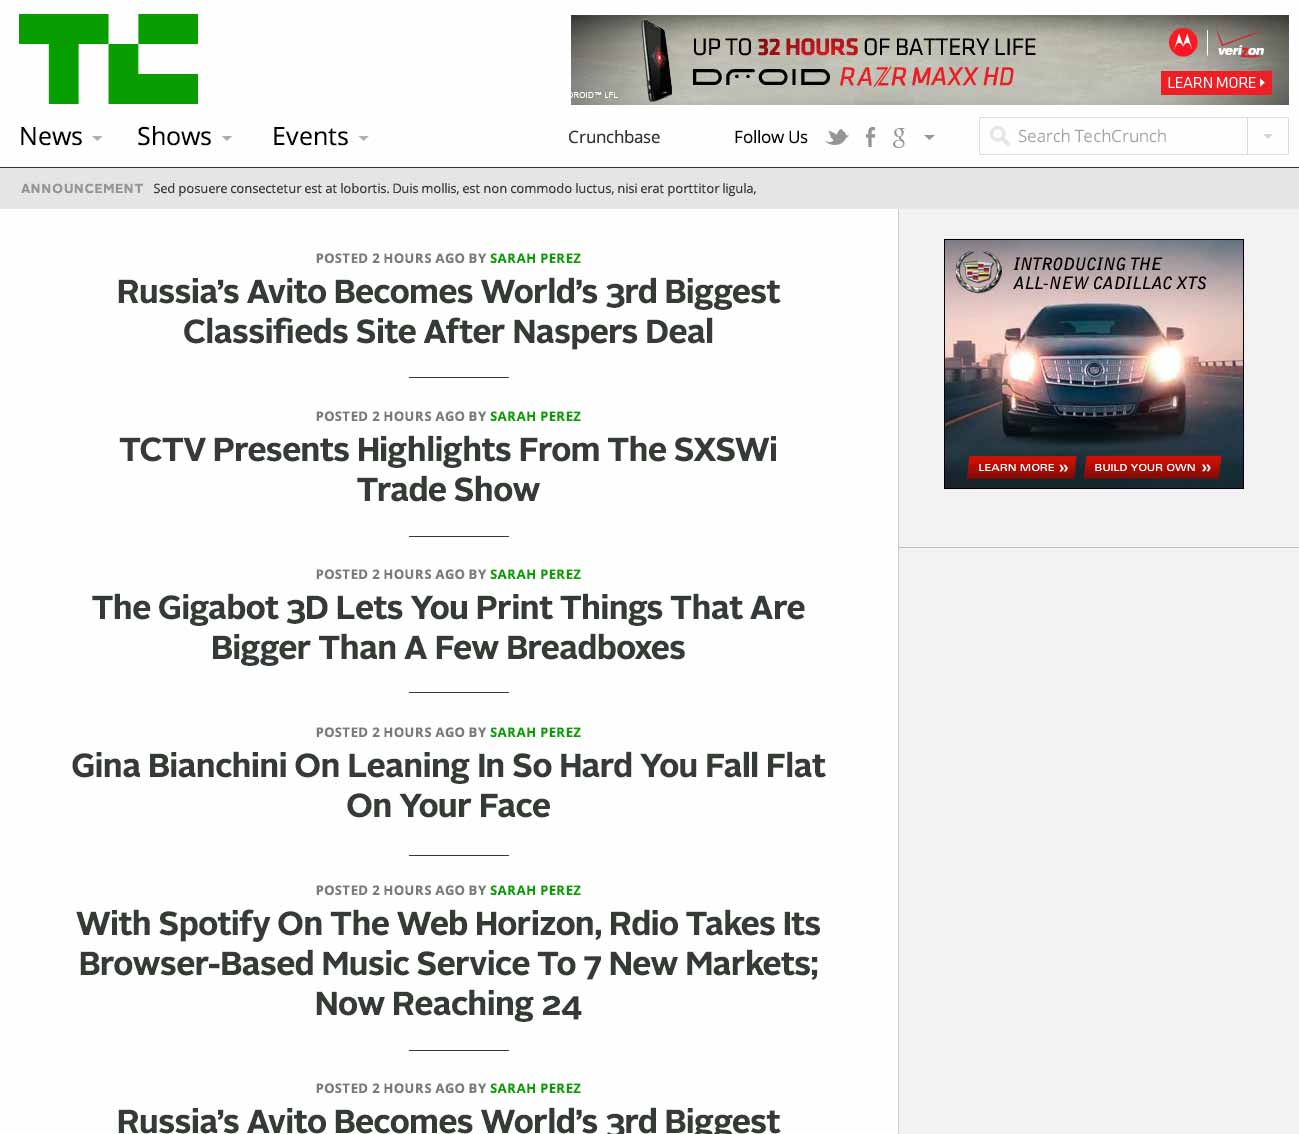 TC
UP TO 32 HOURS OF BATTERY LIFE
DROID RAZR MAXX HD
verizon
LEARN MORE
DROID™ LFL
News
Shows
Events
Crunchbase
Follow Us
Search TechCrunch
ANNOUNCEMENT Sed posuere consectetur est at lobortis. Duis mollis, est non commodo luctus, nisi erat porttitor ligula,
POSTED 2 HOURS AGO BY SARAH PEREZ
Russia’s Avito Becomes World’s 3rd Biggest
Classifieds Site After Naspers Deal
POSTED 2 HOURS AGO BY SARAH PEREZ
TCTV Presents Highlights From The SXSWi
Trade Show
POSTED 2 HOURS AGO BY SARAH PEREZ
The Gigabot 3D Lets You Print Things That Are
Bigger Than A Few Breadboxes
POSTED 2 HOURS AGO BY SARAH PEREZ
Gina Bianchini On Leaning In So Hard You Fall Flat
On Your Face
POSTED 2 HOURS AGO BY SARAH PEREZ
With Spotify On The Web Horizon, Rdio Takes Its
Browser-Based Music Service To 7 New Markets;
Now Reaching 24
POSTED 2 HOURS AGO BY SARAH PEREZ
Russia’s Avito Becomes World’s 3rd Biggest
INTRODUCING THE
ALL-NEW CADILLAC XTS
LEARN MORE
BUILD YOUR OWN